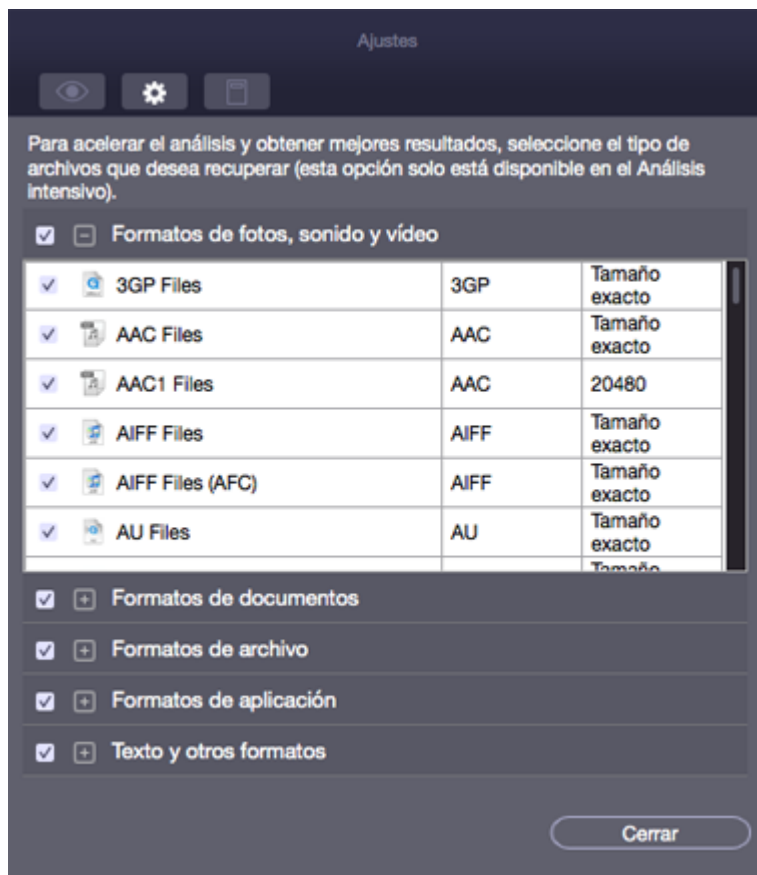 Ajustes
Para acelerar el análisis y obtener mejores resultados, seleccione el tipo de
archivos que desea recuperar (esta opción solo está disponible en el Análisis
intensivo).
Formatos de fotos, sonido y vídeo
3GP Files 3GP Tamaño exacto
AAC Files AAC Tamaño exacto
AAC1 Files AAC 20480
AIFF Files AIFF Tamaño exacto
AIFF Files (AFC) AIFF Tamaño exacto
AU Files AU Tamaño exacto
Tamaño
Formatos de documentos
Formatos de archivo
Formatos de aplicación
Texto y otros formatos
Cerrar